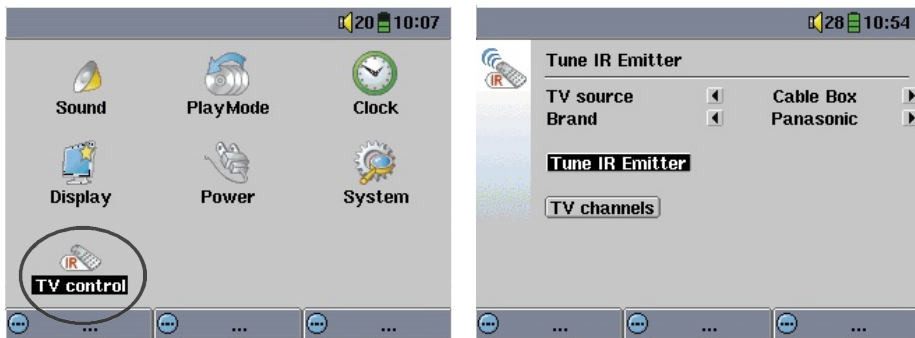 20 10:07
Sound PlayMode Clock
Display Power System
IR
TV control
... ... ...
28 10:54
IR
Tune IR Emitter
TV source Cable Box
Brand Panasonic
Tune IR Emitter
TV channels
... ... ...